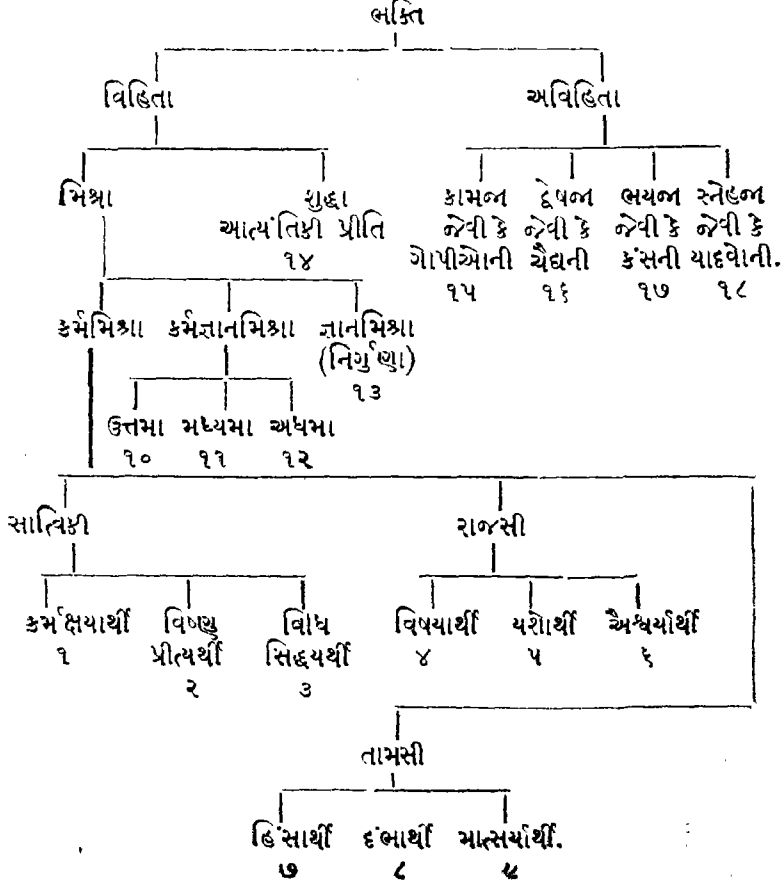 ભક્તિ
વિહિતા અવિહિતા
મિશ્રા શુદ્ધા કામજા દ્વેષજા ભયજા સ્નેહજા
આત્યંતિકી પ્રીતિ જેવી કે જેવી કે જેવી કે જેવી કે
૧૪ ગોપીઓની ચૈદ્યની કંસની યાદવોની.
૧૫ ૧૬ ૧૭ ૧૮
કર્મમિશ્રા કર્મજ્ઞાનમિશ્રા જ્ઞાનમિશ્રા
(નિર્ગુણા)
૧૩
ઉત્તમા મધ્યમા અધમા
૧૦ ૧૧ ૧૨
સાત્વિકી રાજસી
કર્મક્ષયાર્થી વિષ્ણુ વિધિ વિષયાર્થી યશોર્થી ઐશ્વર્યાર્થી
૧ પ્રીત્યર્થી સિદ્ધયર્થી ૪ ૫ ૬
૨ ૩
તામસી
હિંસાર્થી દંભાર્થી માત્સર્યાર્થી.
૭ ૮ ૯